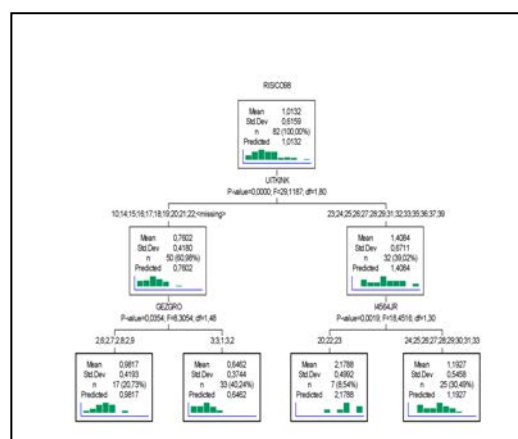 RISICO98
Mean 1,0132
Std.Dev 0,6159
n 82 (100,00%)
Predicted 1,0132
UITKINK
P-value=0,0000; F=29,1187; df=1,80
10;14;15;16;17;18;19;20;21;22;<missing>
23;24;25;26;27;28;29;31;32;33;35;36;37;39
Mean 0,7602
Std.Dev 0,4180
n 50 (60,98%)
Predicted 0,7602
Mean 1,4084
Std.Dev 0,6711
n 32 (39,02%)
Predicted 1,4084
GEZGRO
P-value=0,0354; F=8,3054; df=1,48
I4564JR
P-value=0,0019; F=18,4516; df=1,30
2,6;2,7;2,8;2,9
3;3,1;3,2
20;22;23
24;25;26;27;28;29;30;31;33
Mean 0,9817
Std.Dev 0,4193
n 17 (20,73%)
Predicted 0,9817
Mean 0,6462
Std.Dev 0,3744
n 33 (40,24%)
Predicted 0,6462
Mean 2,1788
Std.Dev 0,4992
n 7 (8,54%)
Predicted 2,1788
Mean 1,1927
Std.Dev 0,5458
n 25 (30,49%)
Predicted 1,1927